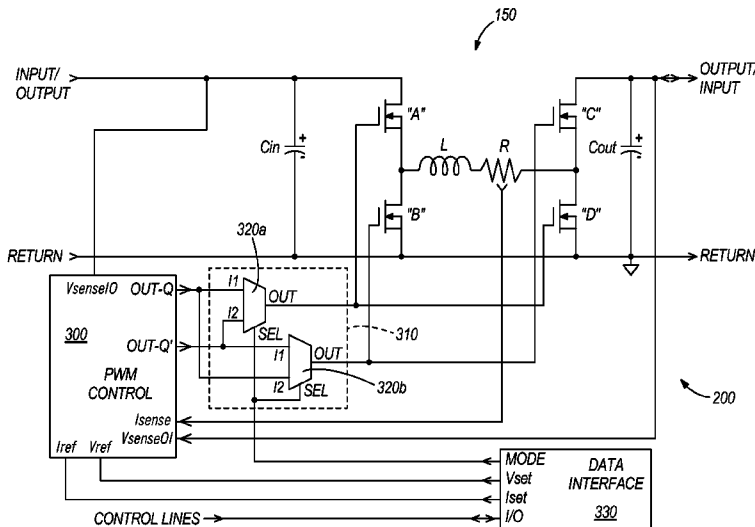 150
INPUT/
OUTPUT
OUTPUT/
INPUT
"A"
"C"
Cin
+
-
L
R
Cout
+
-
"B"
"D"
320a
RETURN
RETURN
VsenseIO
OUT-Q
I1
I2
OUT
300
310
OUT-Q'
SEL
I1
OUT
PWM
CONTROL
I2
SEL
320b
200
Isense
VsenseOI
Iref
Vref
MODE
DATA
INTERFACE
Vset
Iset
330
CONTROL LINES
I/O